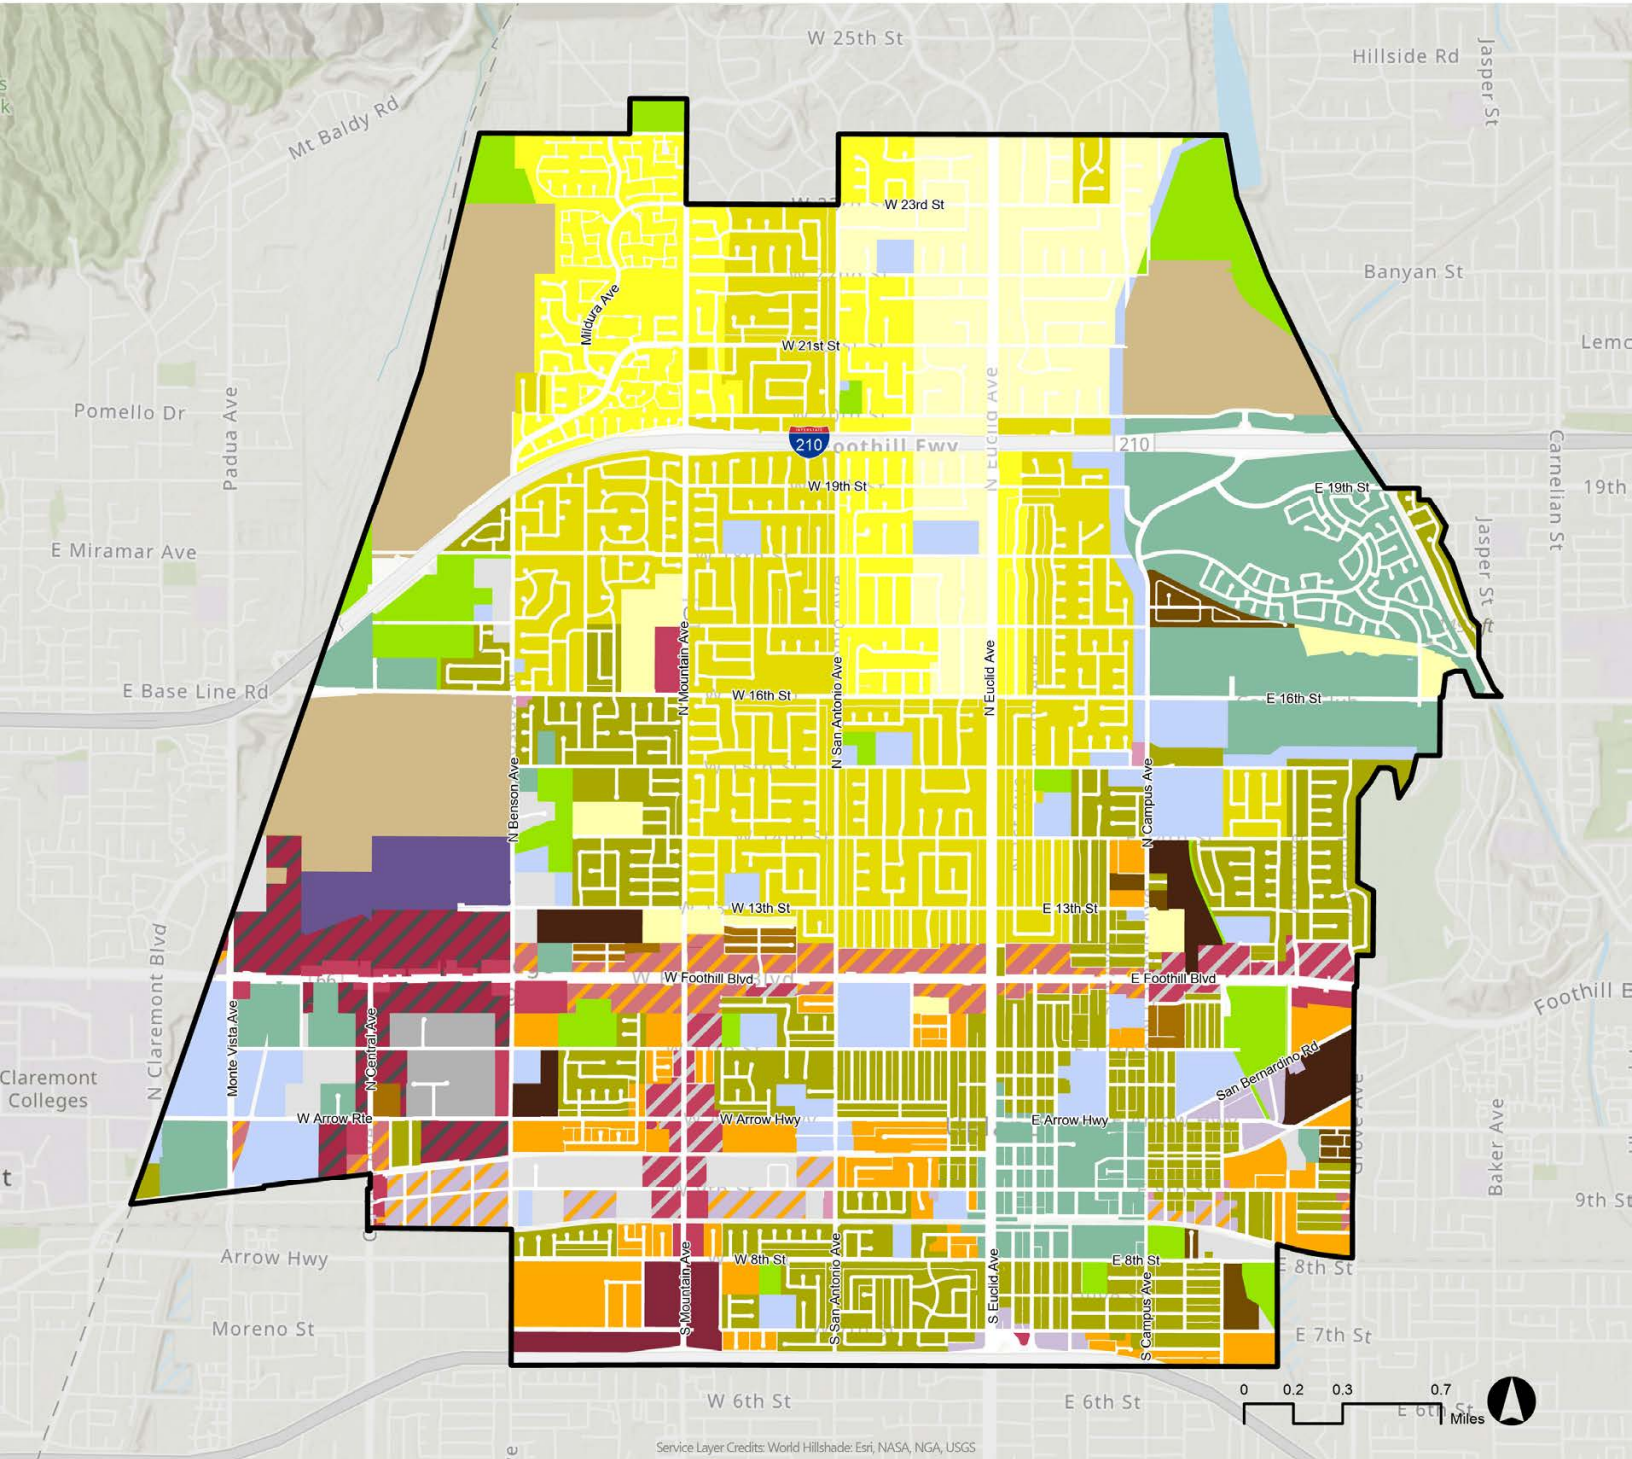 W 25th St
Hillside Rd
Jasper St
Mt Baldy Rd
W 23rd St
Banyan St
Mildura Ave
W 21st St
Pomello Dr
Padua Ave
N Euclid Ave
210
Foothill Fwy
210
Carnelian St
W 19th St
E 19th St
19th
E Miramar Ave
Jasper St
N Mountain Ave
N San Antonio Ave
N Euclid Ave
E Base Line Rd
W 16th St
E 16th St
N Benson Ave
N Campus Ave
W 13th St
E 13th St
N Claremont Blvd
W Foothill Blvd
E Foothill Blvd
Foothill B
Monte Vista Ave
N Central Ave
San Bernardino Rd
Claremont
Colleges
W Arrow Rte
W Arrow Hwy
E Arrow Hwy
Baker Ave
9th St
Arrow Hwy
W 8th St
E 8th St
E 8th St
S Mountain Ave
S San Antonio Ave
S Euclid Ave
S Campus Ave
Moreno St
E 7th St
W 6th St
E 6th St
E 6th St
0 0.2 0.3 0.7
Miles
Service Layer Credits: World Hillshade: Esri, NASA, NGA, USGS